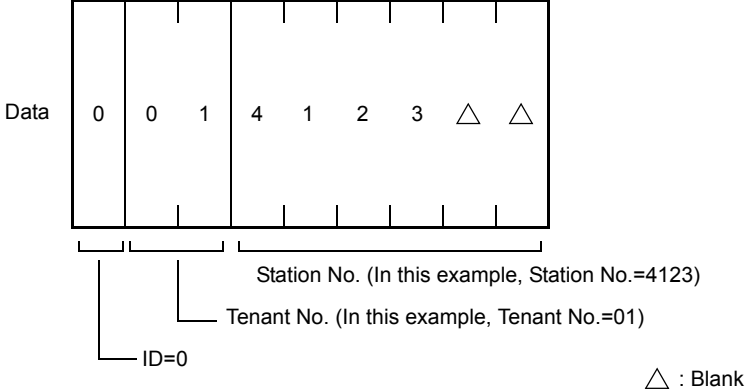 Data 0 0 1 4 1 2 3 △ △
Station No. (In this example, Station No.=4123)
Tenant No. (In this example, Tenant No.=01)
ID=0
△ : Blank